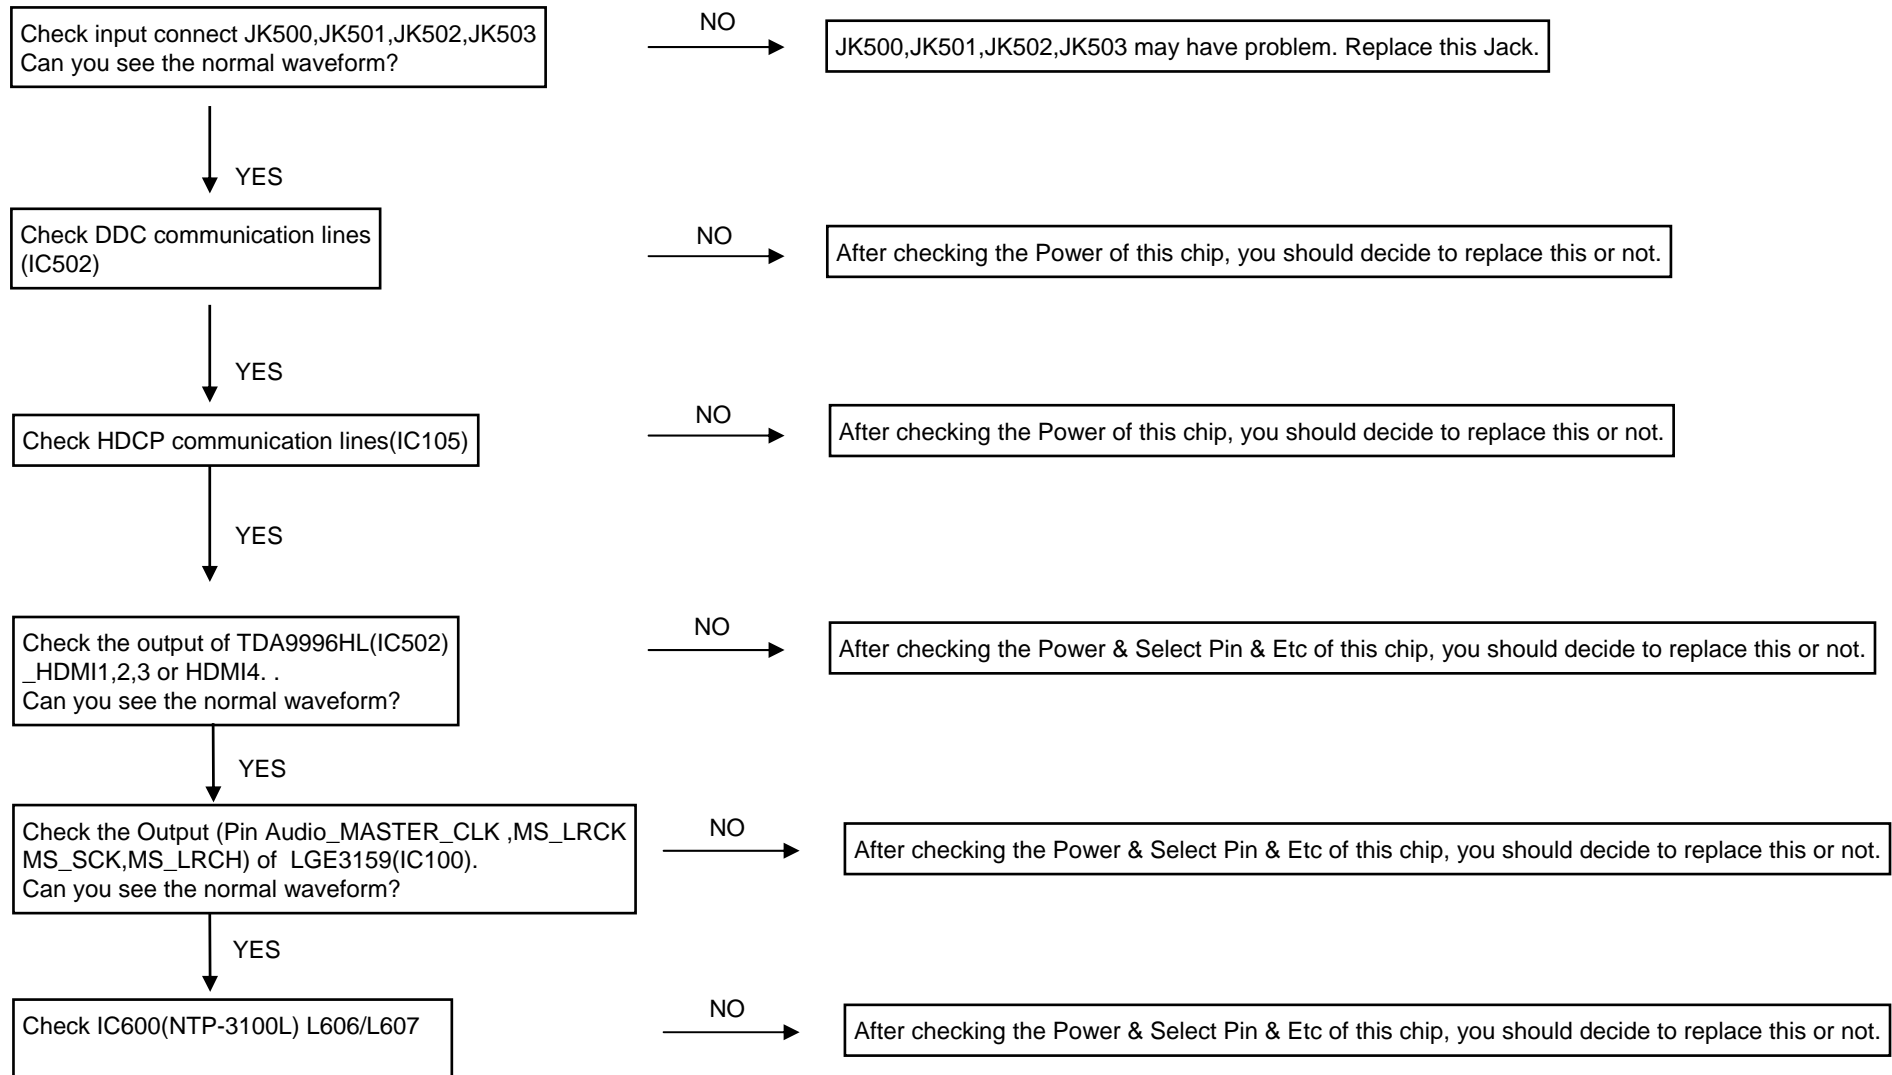 Check input connect JK500,JK501,JK502,JK503
Can you see the normal waveform?
NO
JK500,JK501,JK502,JK503 may have problem. Replace this Jack.
YES
Check DDC communication lines
(IC502)
NO
After checking the Power of this chip, you should decide to replace this or not.
YES
Check HDCP communication lines(IC105)
NO
After checking the Power of this chip, you should decide to replace this or not.
YES
Check the output of TDA9996HL(IC502)
_HDMI1,2,3 or HDMI4. .
Can you see the normal waveform?
NO
After checking the Power & Select Pin & Etc of this chip, you should decide to replace this or not.
YES
Check the Output (Pin Audio_MASTER_CLK ,MS_LRCK
MS_SCK,MS_LRCH) of  LGE3159(IC100).
Can you see the normal waveform?
NO
After checking the Power & Select Pin & Etc of this chip, you should decide to replace this or not.
YES
Check IC600(NTP-3100L) L606/L607
NO
After checking the Power & Select Pin & Etc of this chip, you should decide to replace this or not.